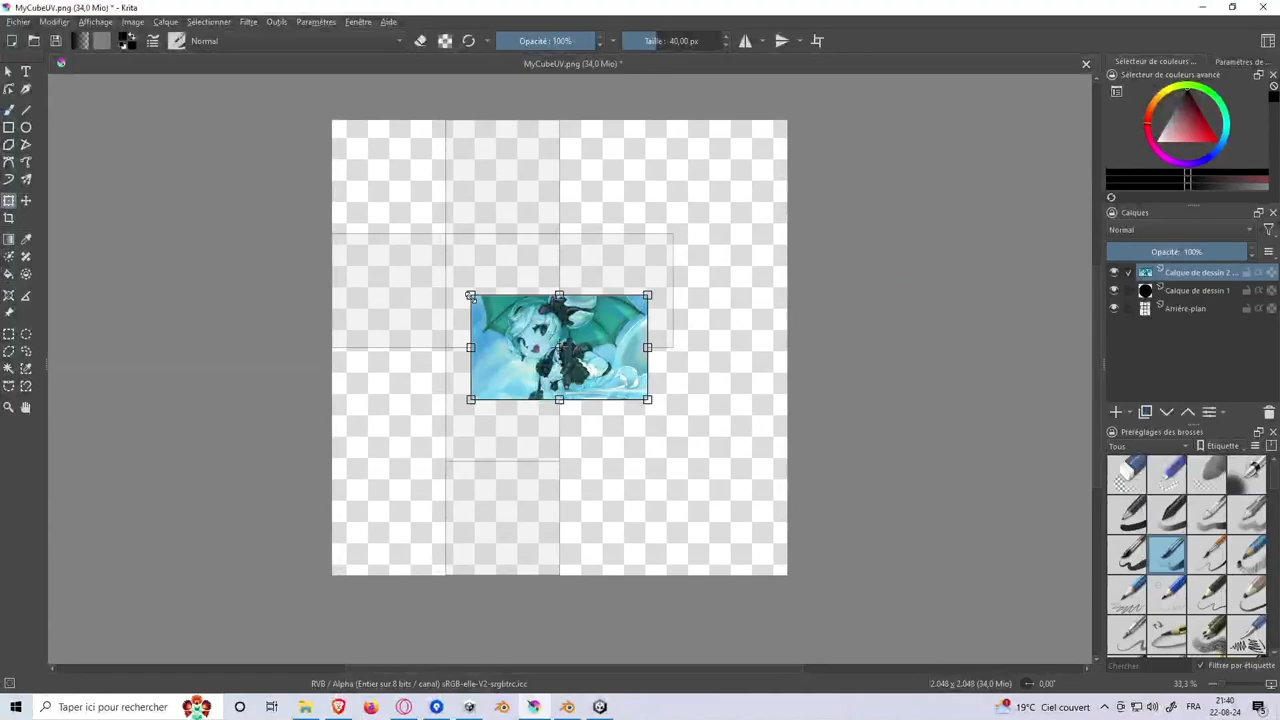 MyCubeUV.png (34,0 Mio) * - Krita
Fichier Modifier Affichage Image Calque Sélectionner Filtre Outils Paramètres Fenêtre Aide
Normal Opacité : 100% Taille : 40,00 px
MyCubeUV.png (34,0 Mio) *
Sélecteur de couleurs ... Paramètres de...
Sélecteur de couleurs avancé
Calques
Normal
Opacité: 100%
Calque de dessin 2 ...
Calque de dessin 1
Arrière-plan
Préréglages des brosses
Tous Étiquette
Chercher Filtrer par étiquette
RVB / Alpha (Entier sur 8 bits / canal) sRGB-elle-V2-srgbtrc.icc 2.048 x 2.048 (34,0 Mio) 0,00° 33,3 %
Taper ici pour rechercher 19°C Ciel couvert FRA 21:40
22-08-24 5